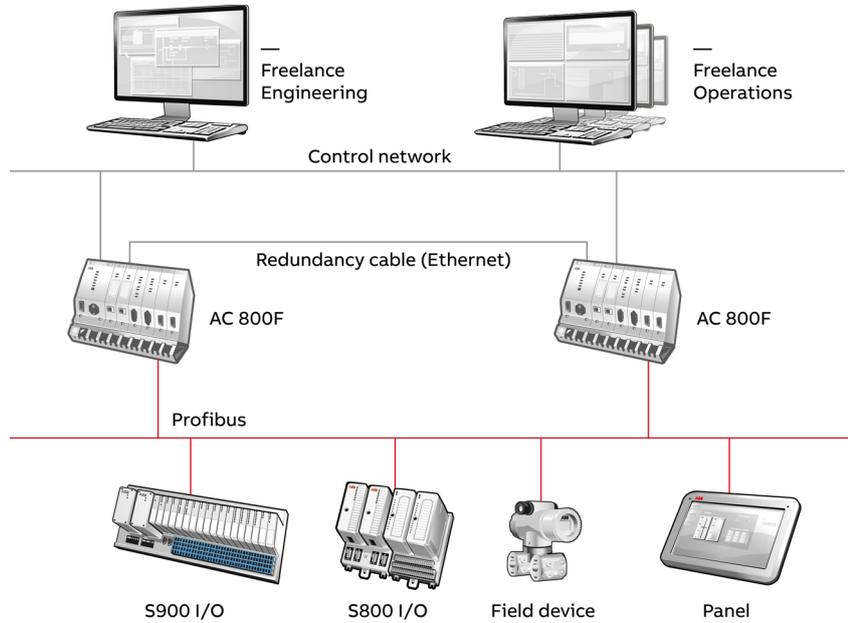 Freelance
Engineering
Freelance
Operations
Control network
Redundancy cable (Ethernet)
AC 800F
AC 800F
Profibus
ABB
S900 I/O
S800 I/O
Field device
Panel